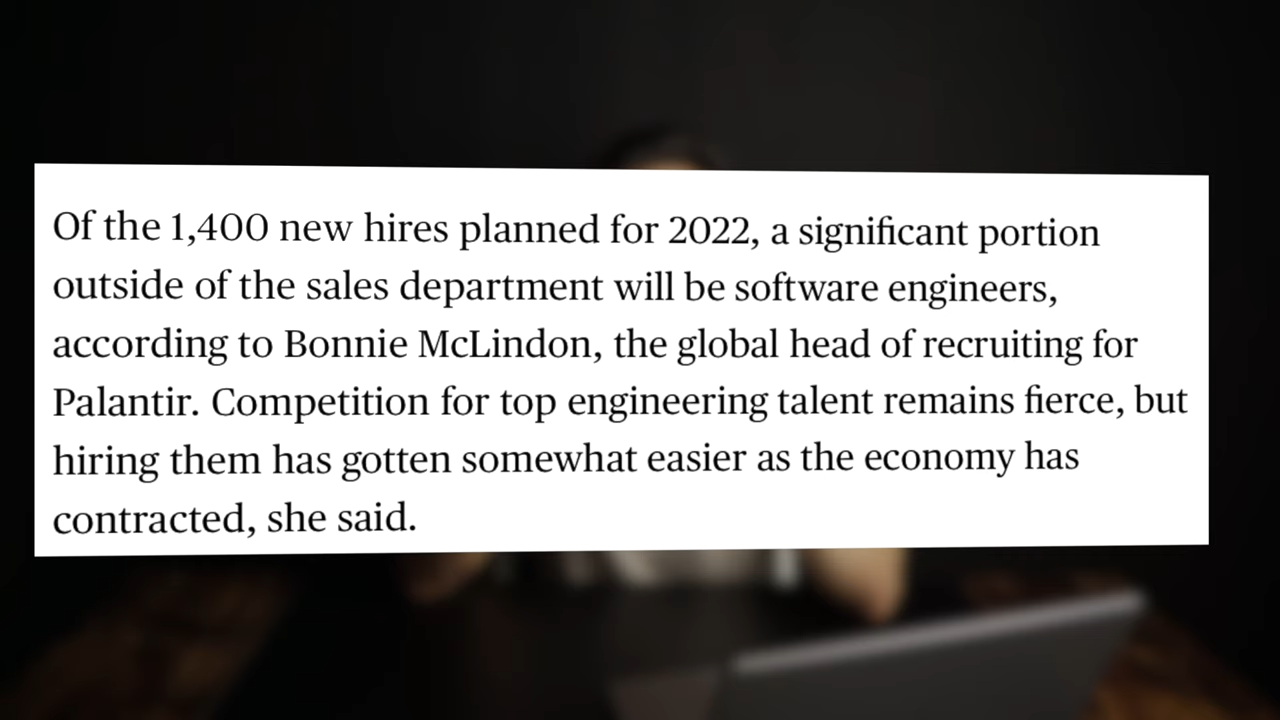 Of the 1,400 new hires planned for 2022, a significant portion
outside of the sales department will be software engineers,
according to Bonnie McLindon, the global head of recruiting for
Palantir. Competition for top engineering talent remains fierce, but
hiring them has gotten somewhat easier as the economy has
contracted, she said.